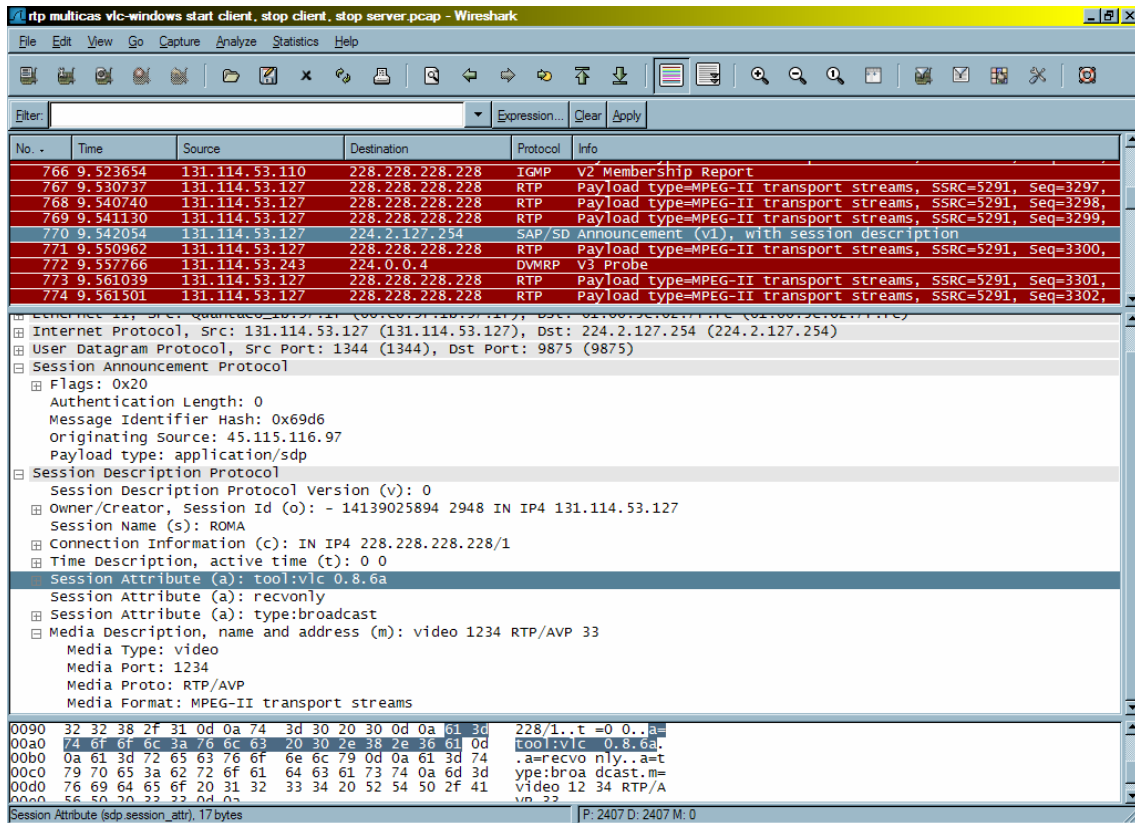 rtp multicas vlc-windows start client, stop client, stop server.pcap - Wireshark
File Edit View Go Capture Analyze Statistics Help
Filter: Expression... Clear Apply
No. - Time Source Destination Protocol Info
766 9.523654 131.114.53.110 228.228.228.228 IGMP V2 Membership Report
767 9.530737 131.114.53.127 228.228.228.228 RTP Payload type=MPEG-II transport streams, SSRC=5291, Seq=3297,
768 9.540740 131.114.53.127 228.228.228.228 RTP Payload type=MPEG-II transport streams, SSRC=5291, Seq=3298,
769 9.541130 131.114.53.127 228.228.228.228 RTP Payload type=MPEG-II transport streams, SSRC=5291, Seq=3299,
770 9.542054 131.114.53.127 224.2.127.254 SAP/SD Announcement (v1), with session description
771 9.550962 131.114.53.127 228.228.228.228 RTP Payload type=MPEG-II transport streams, SSRC=5291, Seq=3300,
772 9.557766 131.114.53.243 224.0.0.4 DVMRP V3 Probe
773 9.561039 131.114.53.127 228.228.228.228 RTP Payload type=MPEG-II transport streams, SSRC=5291, Seq=3301,
774 9.561501 131.114.53.127 228.228.228.228 RTP Payload type=MPEG-II transport streams, SSRC=5291, Seq=3302,
Internet Protocol, Src: 131.114.53.127 (131.114.53.127), Dst: 224.2.127.254 (224.2.127.254)
User Datagram Protocol, Src Port: 1344 (1344), Dst Port: 9875 (9875)
Session Announcement Protocol
Flags: 0x20
Authentication Length: 0
Message Identifier Hash: 0x69d6
Originating Source: 45.115.116.97
Payload type: application/sdp
Session Description Protocol
Session Description Protocol Version (v): 0
Owner/Creator, Session Id (o): - 14139025894 2948 IN IP4 131.114.53.127
Session Name (s): ROMA
Connection Information (c): IN IP4 228.228.228.228/1
Time Description, active time (t): 0 0
Session Attribute (a): tool:vlc 0.8.6a
Session Attribute (a): recvonly
Session Attribute (a): type:broadcast
Media Description, name and address (m): video 1234 RTP/AVP 33
Media Type: video
Media Port: 1234
Media Proto: RTP/AVP
Media Format: MPEG-II transport streams
0090 32 32 38 2f 31 0d 0a 74 3d 30 20 30 0d 0a 61 3d 228/1..t =0 0..a=
00a0 74 6f 6f 6c 3a 76 6c 63 20 30 2e 38 2e 36 61 0d tool:vlc 0.8.6a.
00b0 0a 61 3d 72 65 63 76 6f 6e 6c 79 0d 0a 61 3d 74 .a=recvo nly..a=t
00c0 79 70 65 3a 62 72 6f 61 64 63 61 73 74 0a 6d 3d ype:broa dcast.m=
00d0 76 69 64 65 6f 20 31 32 33 34 20 52 54 50 2f 41 video 12 34 RTP/A
00e0 56 50 20 33 33 0d 0a VP 33
Session Attribute (sdp.session_attr), 17 bytes P: 2407 D: 2407 M: 0